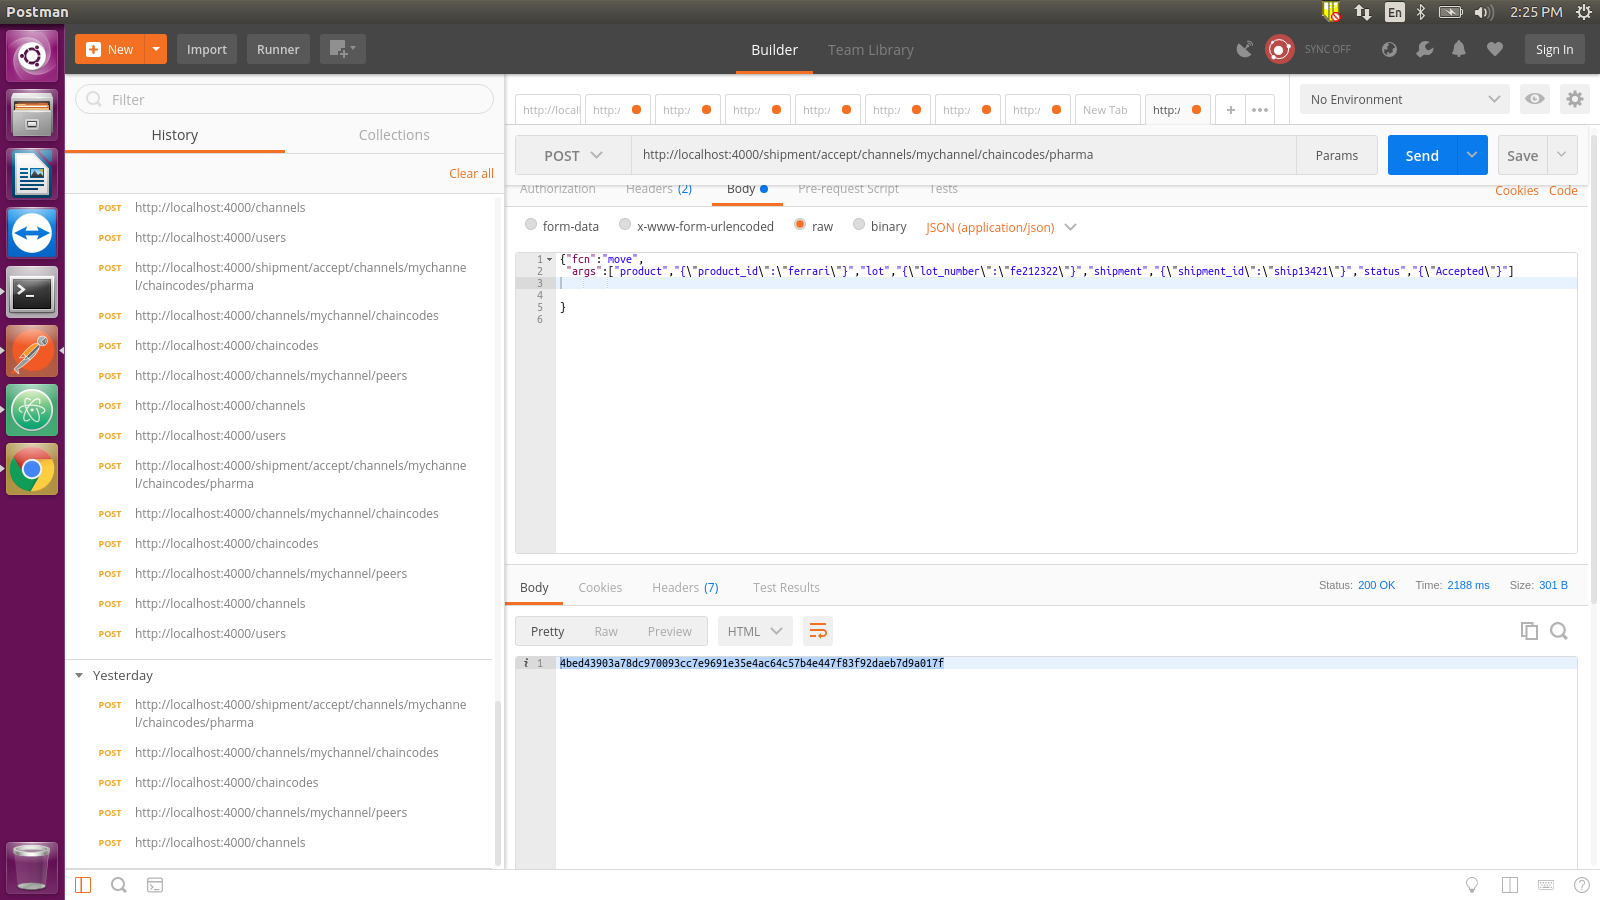 Postman
En
2:25 PM
New
Import
Runner
Builder
Team Library
SYNC OFF
Sign In
Filter
History
Collections
Clear all
POST http://localhost:4000/channels
POST http://localhost:4000/users
POST http://localhost:4000/shipment/accept/channels/mychanne
l/chaincodes/pharma
POST http://localhost:4000/channels/mychannel/chaincodes
POST http://localhost:4000/chaincodes
POST http://localhost:4000/channels/mychannel/peers
POST http://localhost:4000/channels
POST http://localhost:4000/users
POST http://localhost:4000/shipment/accept/channels/mychanne
l/chaincodes/pharma
POST http://localhost:4000/channels/mychannel/chaincodes
POST http://localhost:4000/chaincodes
POST http://localhost:4000/channels/mychannel/peers
POST http://localhost:4000/channels
POST http://localhost:4000/users
Yesterday
POST http://localhost:4000/shipment/accept/channels/mychanne
l/chaincodes/pharma
POST http://localhost:4000/channels/mychannel/chaincodes
POST http://localhost:4000/chaincodes
POST http://localhost:4000/channels/mychannel/peers
POST http://localhost:4000/channels
http://locall http:/ http:/ http:/ http:/ http:/ http:/ http:/ New Tab http:/ + •••
No Environment
POST
http://localhost:4000/shipment/accept/channels/mychannel/chaincodes/pharma
Params
Send
Save
Authorization
Headers (2)
Body
Pre-request Script
Tests
Cookies
Code
form-data
x-www-form-urlencoded
raw
binary
JSON (application/json)
1 {"fcn":"move",
2 "args":["product","{\"product_id\":\"ferrari\"}","lot","{\"lot_number\":\"fe212322\"}","shipment","{\"shipment_id\":\"ship13421\"}","status","{\"Accepted\"}"]
3
4
5 }
6
Body
Cookies
Headers (7)
Test Results
Status: 200 OK
Time: 2188 ms
Size: 301 B
Pretty
Raw
Preview
HTML
i 1 4bed43903a78dc970093cc7e9691e35e4ac64c57b4e447f83f92daeb7d9a017f